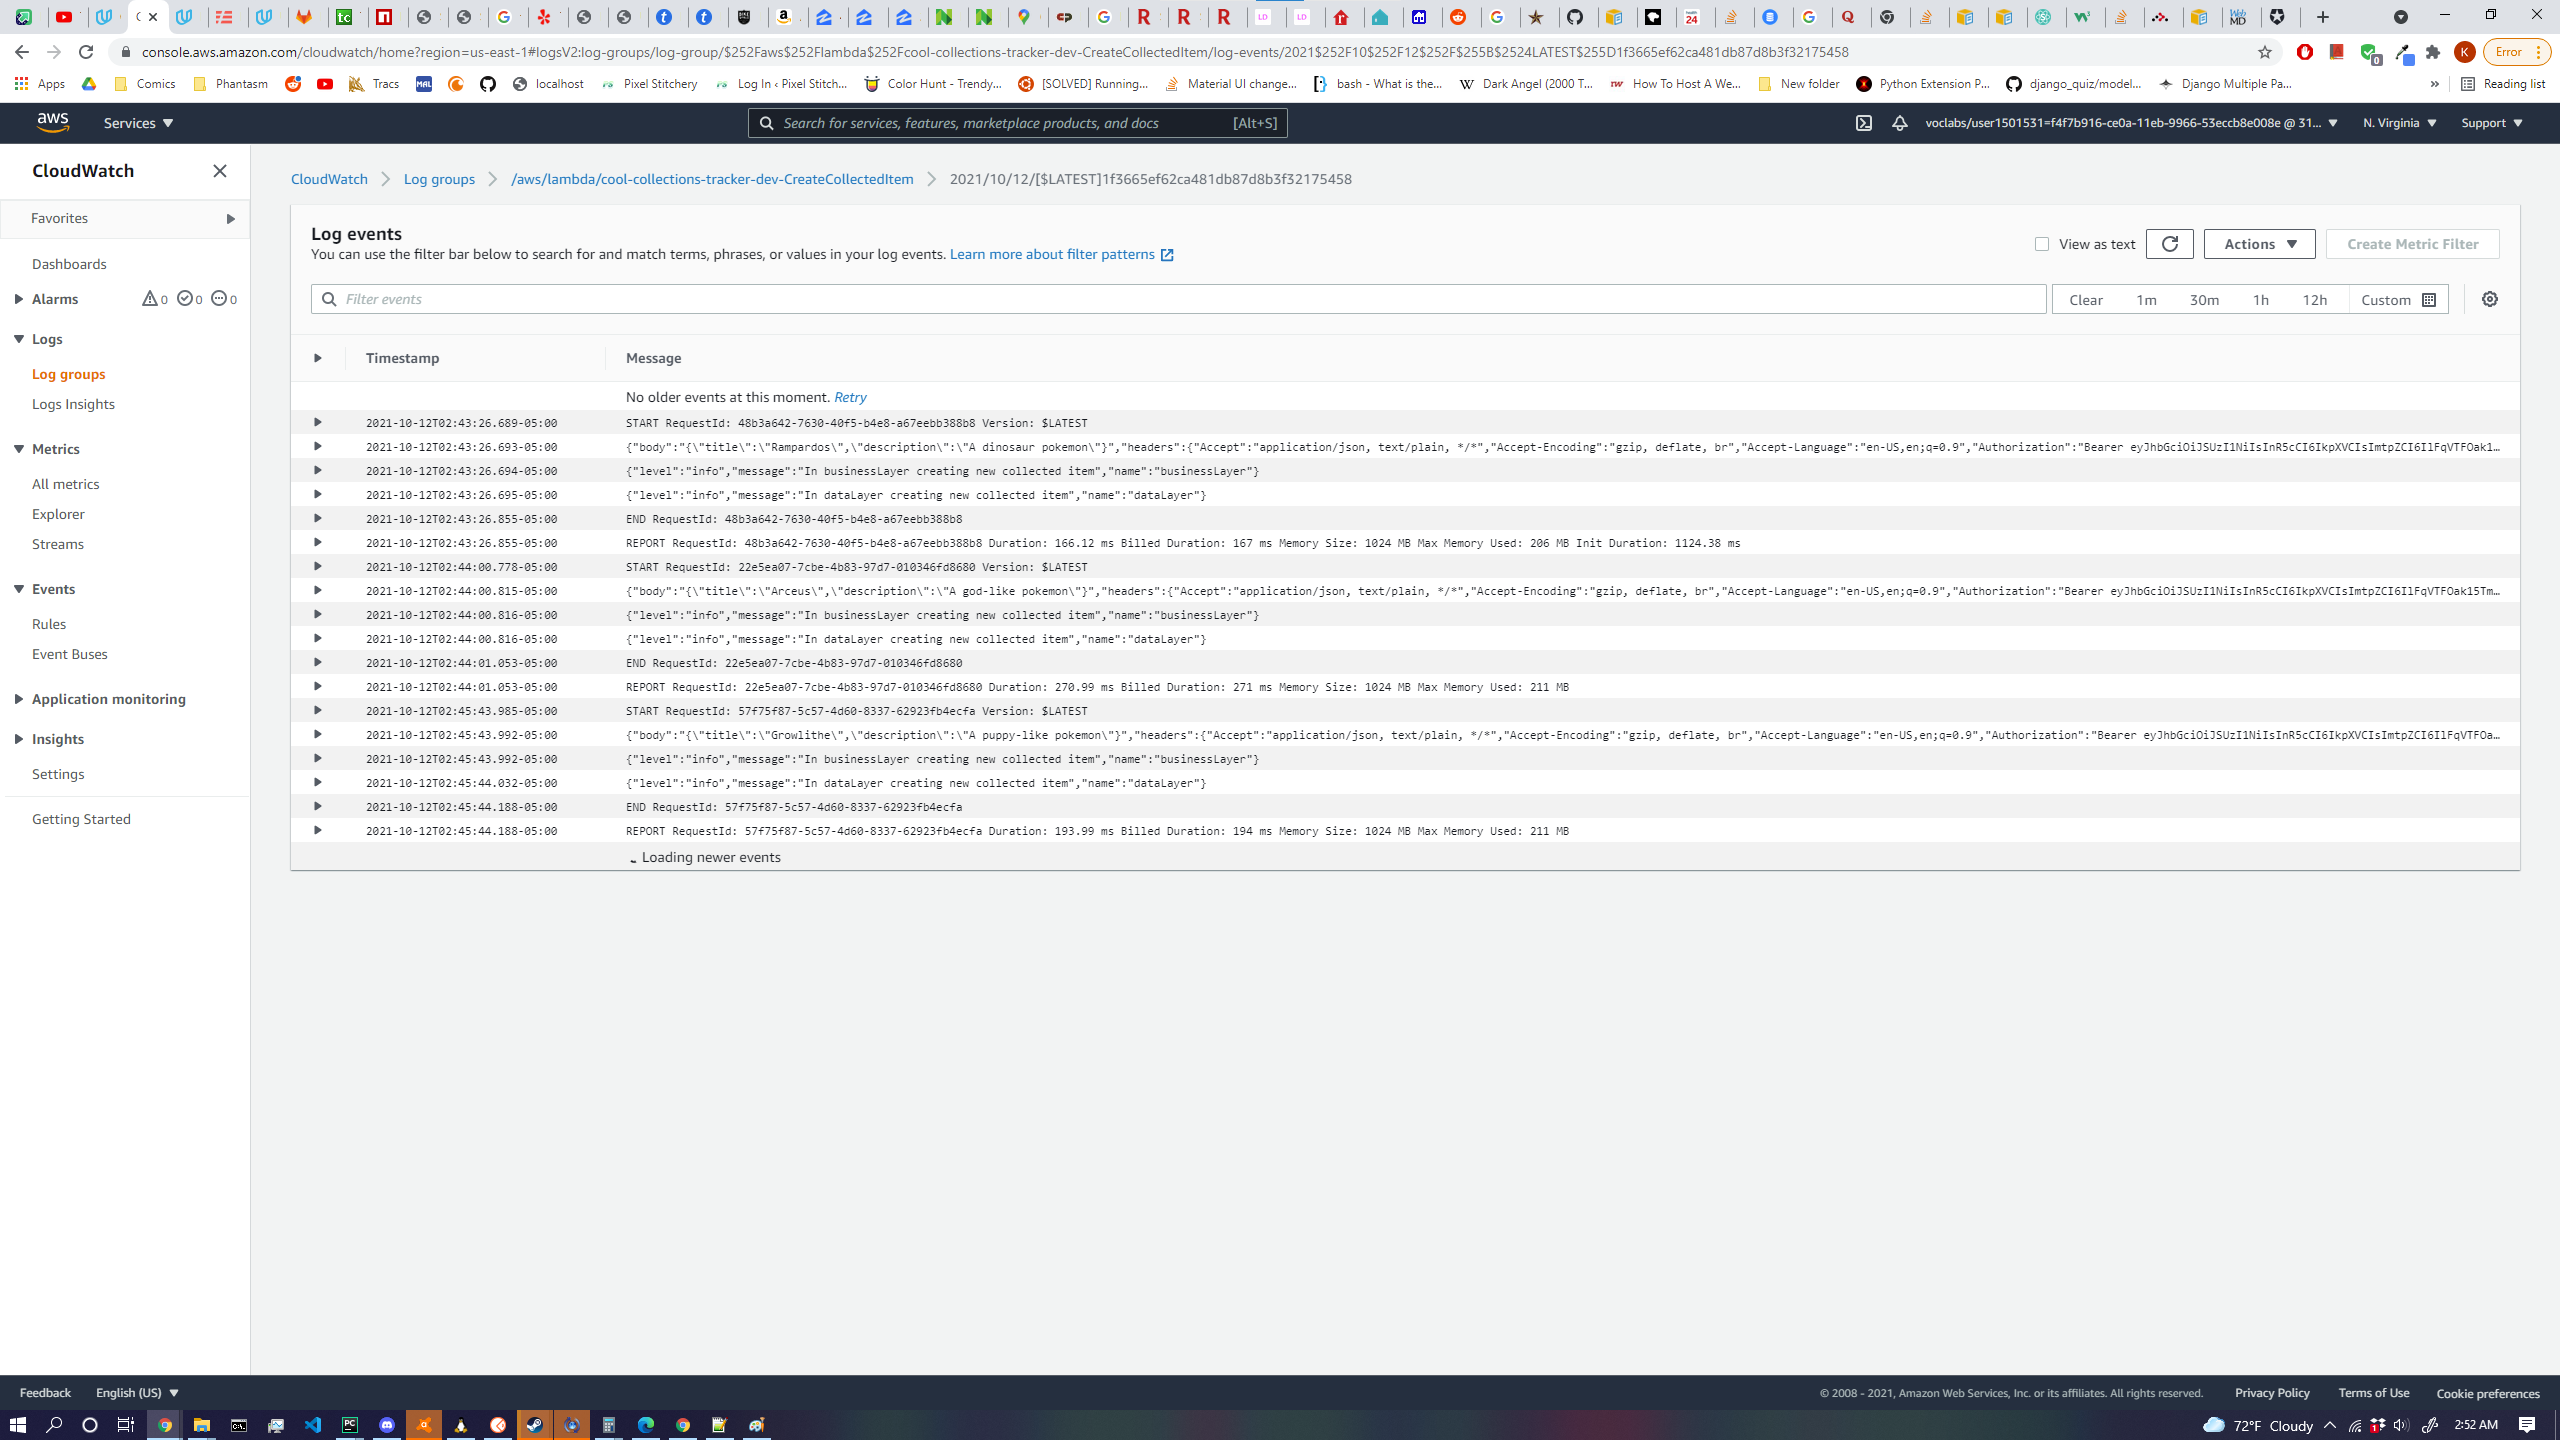 console.aws.amazon.com/cloudwatch/home?region=us-east-1#logsV2:log-groups/log-group/$252Faws$252Flambda$252Fcool-collections-tracker-dev-CreateCollectedItem/log-events/2021$252F10$252F12$252F$255B$2524LATEST$255D1f3665ef62ca481db87d8b3f32175458
Error
Apps
Comics
Phantasm
Tracs
localhost
Pixel Stitchery
Log In ‹ Pixel Stitch...
Color Hunt - Trendy...
[SOLVED] Running...
Material UI change...
bash - What is the...
Dark Angel (2000 T...
How To Host A We...
New folder
Python Extension P...
django_quiz/model...
Django Multiple Pa...
»
Reading list
aws
Services
Search for services, features, marketplace products, and docs [Alt+S]
voclabs/user1501531=f4f7b916-ce0a-11eb-9966-53eccb8e008e @ 31...
N. Virginia
Support
CloudWatch
Favorites
Dashboards
Alarms 0 0 0
Logs
Log groups
Logs Insights
Metrics
All metrics
Explorer
Streams
Events
Rules
Event Buses
Application monitoring
Insights
Settings
Getting Started
CloudWatch > Log groups > /aws/lambda/cool-collections-tracker-dev-CreateCollectedItem > 2021/10/12/[$LATEST]1f3665ef62ca481db87d8b3f32175458
Log events
You can use the filter bar below to search for and match terms, phrases, or values in your log events. Learn more about filter patterns
View as text
Actions
Create Metric Filter
Filter events
Clear 1m 30m 1h 12h Custom
Timestamp Message
No older events at this moment. Retry
2021-10-12T02:43:26.689-05:00 START RequestId: 48b3a642-7630-40f5-b4e8-a67eebb388b8 Version: $LATEST
2021-10-12T02:43:26.693-05:00 {"body":"{\"title\":\"Rampardos\",\"description\":\"A dinosaur pokemon\"}","headers":{"Accept":"application/json, text/plain, */*","Accept-Encoding":"gzip, deflate, br","Accept-Language":"en-US,en;q=0.9","Authorization":"Bearer eyJhbGciOiJSUzI1NiIsInR5cCI6IkpXVCIsImtpZCI6IlFqVTFOak1...
2021-10-12T02:43:26.694-05:00 {"level":"info","message":"In businessLayer creating new collected item","name":"businessLayer"}
2021-10-12T02:43:26.695-05:00 {"level":"info","message":"In dataLayer creating new collected item","name":"dataLayer"}
2021-10-12T02:43:26.855-05:00 END RequestId: 48b3a642-7630-40f5-b4e8-a67eebb388b8
2021-10-12T02:43:26.855-05:00 REPORT RequestId: 48b3a642-7630-40f5-b4e8-a67eebb388b8 Duration: 166.12 ms Billed Duration: 167 ms Memory Size: 1024 MB Max Memory Used: 206 MB Init Duration: 1124.38 ms
2021-10-12T02:44:00.778-05:00 START RequestId: 22e5ea07-7cbe-4b83-97d7-010346fd8680 Version: $LATEST
2021-10-12T02:44:00.815-05:00 {"body":"{\"title\":\"Arceus\",\"description\":\"A god-like pokemon\"}","headers":{"Accept":"application/json, text/plain, */*","Accept-Encoding":"gzip, deflate, br","Accept-Language":"en-US,en;q=0.9","Authorization":"Bearer eyJhbGciOiJSUzI1NiIsInR5cCI6IkpXVCIsImtpZCI6IlFqVTFOak15Tm...
2021-10-12T02:44:00.816-05:00 {"level":"info","message":"In businessLayer creating new collected item","name":"businessLayer"}
2021-10-12T02:44:00.816-05:00 {"level":"info","message":"In dataLayer creating new collected item","name":"dataLayer"}
2021-10-12T02:44:01.053-05:00 END RequestId: 22e5ea07-7cbe-4b83-97d7-010346fd8680
2021-10-12T02:44:01.053-05:00 REPORT RequestId: 22e5ea07-7cbe-4b83-97d7-010346fd8680 Duration: 270.99 ms Billed Duration: 271 ms Memory Size: 1024 MB Max Memory Used: 211 MB
2021-10-12T02:45:43.985-05:00 START RequestId: 57f75f87-5c57-4d60-8337-62923fb4ecfa Version: $LATEST
2021-10-12T02:45:43.992-05:00 {"body":"{\"title\":\"Growlithe\",\"description\":\"A puppy-like pokemon\"}","headers":{"Accept":"application/json, text/plain, */*","Accept-Encoding":"gzip, deflate, br","Accept-Language":"en-US,en;q=0.9","Authorization":"Bearer eyJhbGciOiJSUzI1NiIsInR5cCI6IkpXVCIsImtpZCI6IlFqVTFOa...
2021-10-12T02:45:43.992-05:00 {"level":"info","message":"In businessLayer creating new collected item","name":"businessLayer"}
2021-10-12T02:45:44.032-05:00 {"level":"info","message":"In dataLayer creating new collected item","name":"dataLayer"}
2021-10-12T02:45:44.188-05:00 END RequestId: 57f75f87-5c57-4d60-8337-62923fb4ecfa
2021-10-12T02:45:44.188-05:00 REPORT RequestId: 57f75f87-5c57-4d60-8337-62923fb4ecfa Duration: 193.99 ms Billed Duration: 194 ms Memory Size: 1024 MB Max Memory Used: 211 MB
Loading newer events
Feedback English (US)
© 2008 - 2021, Amazon Web Services, Inc. or its affiliates. All rights reserved. Privacy Policy Terms of Use Cookie preferences
72°F Cloudy
2:52 AM